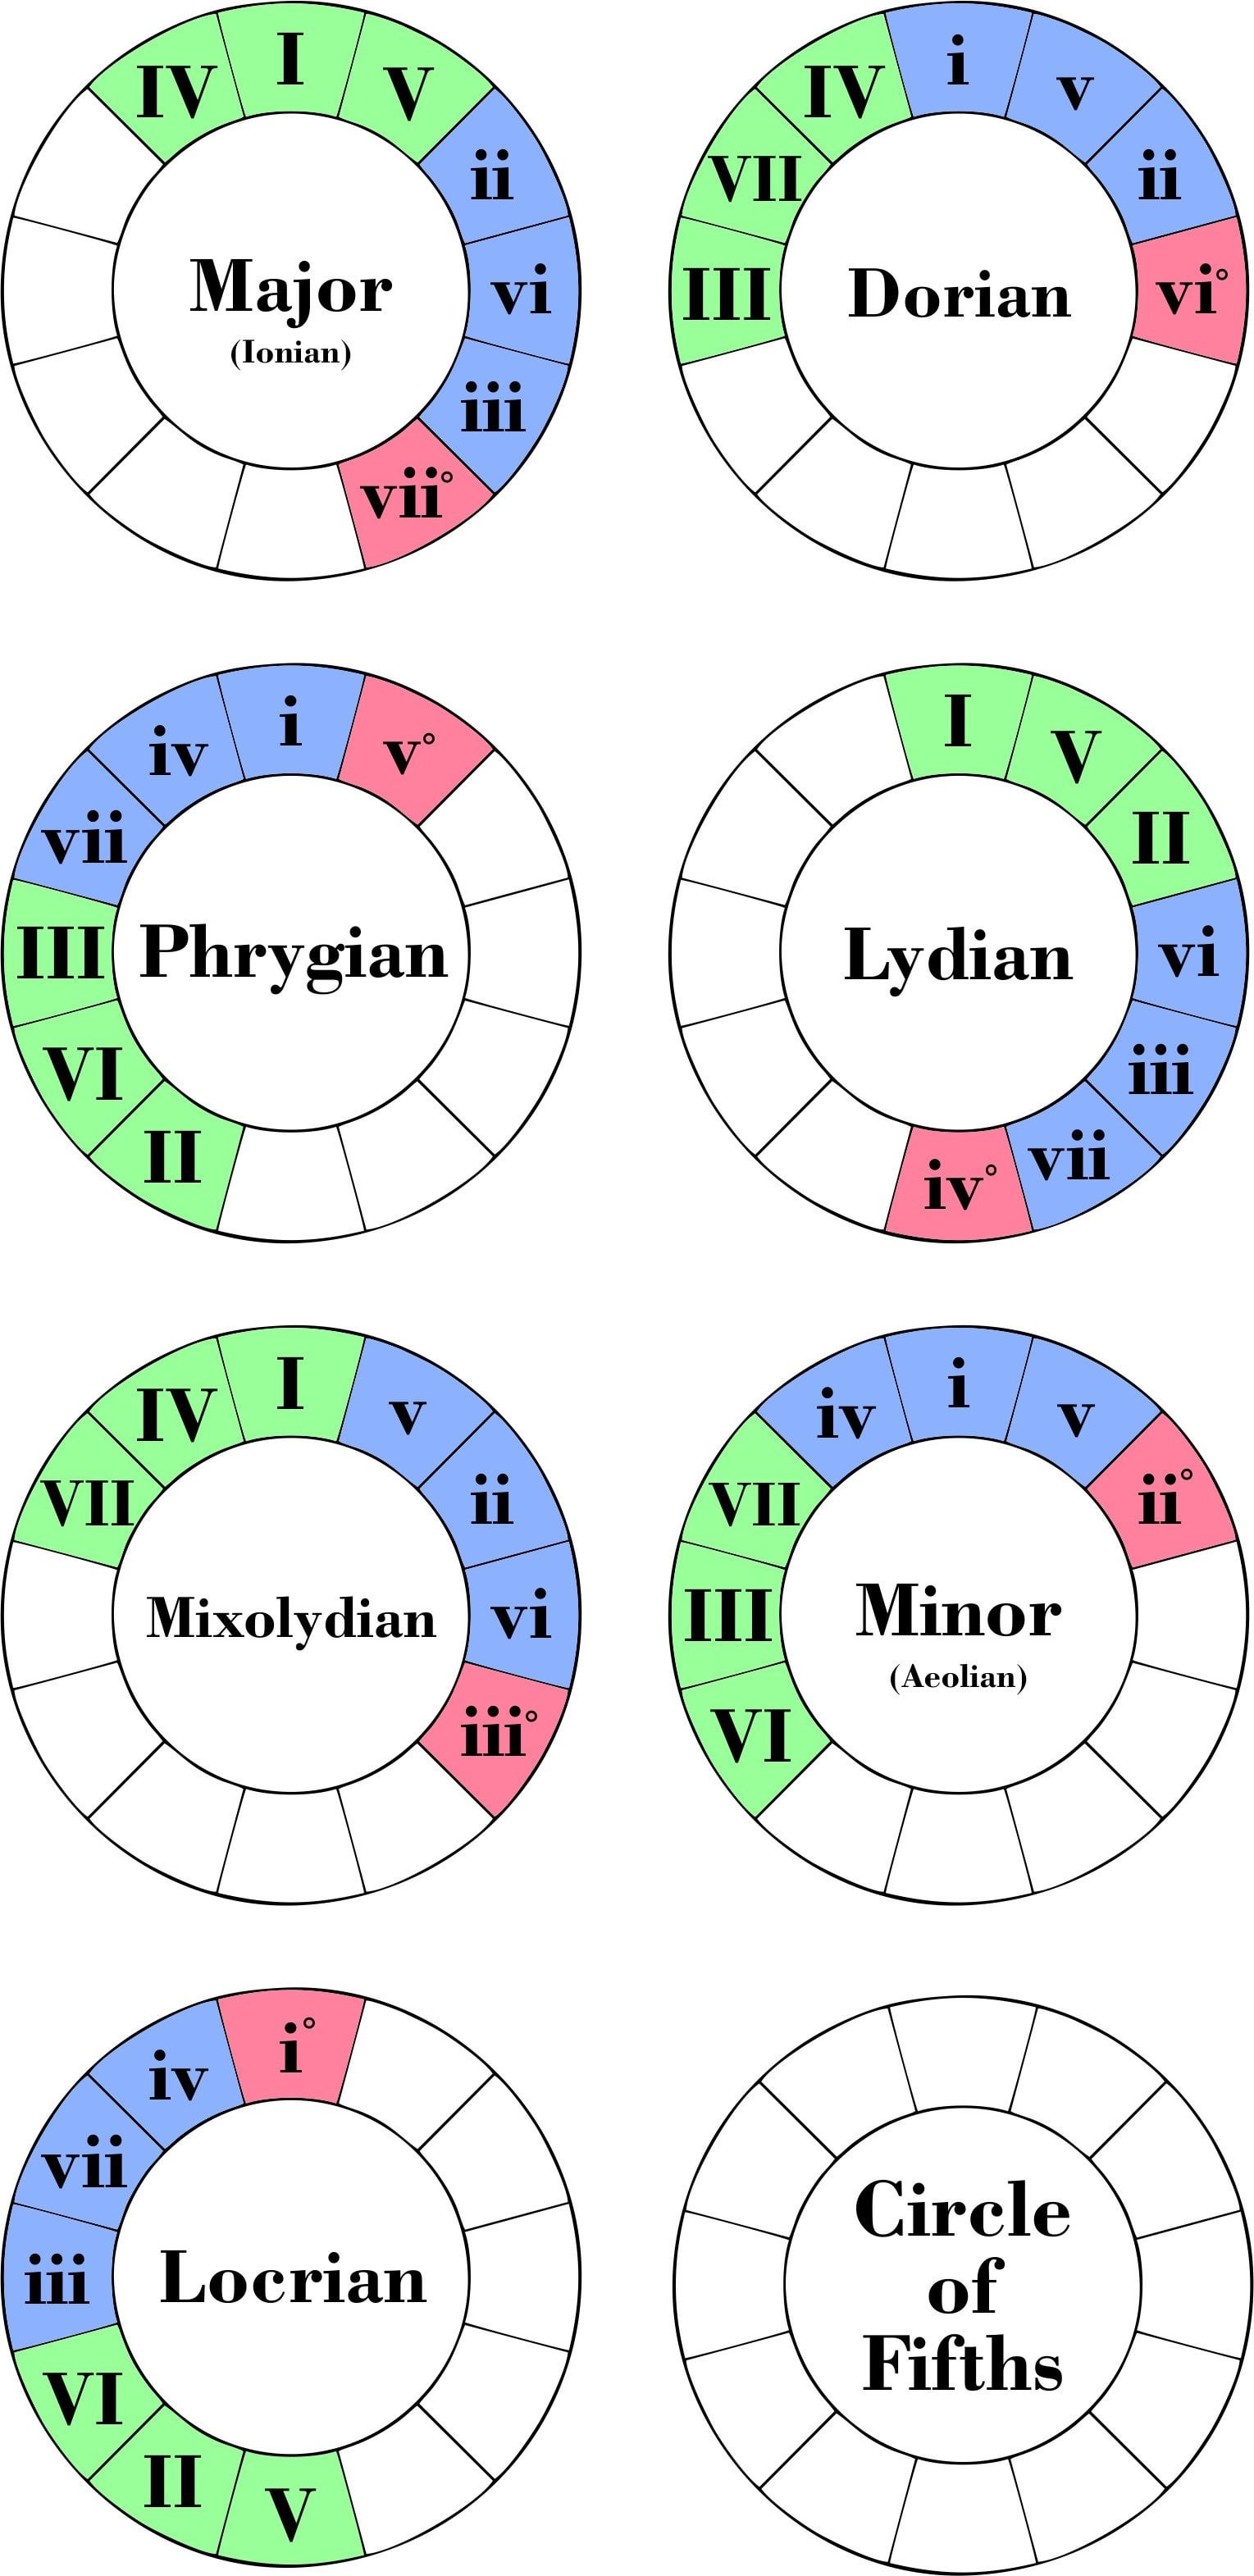 IV I V
ii
vi
iii
vii°
Major
(Ionian)
III VII IV i v
ii
vi°
Dorian
II VI III vii iv i v°
Phrygian
I V
II
vi
iii
vii
iv°
Lydian
VII IV I v
ii
vi
iii°
Mixolydian
VI III VII iv i v
ii°
Minor
(Aeolian)
V II VI iii vii iv i°
Locrian
Circle
of
Fifths